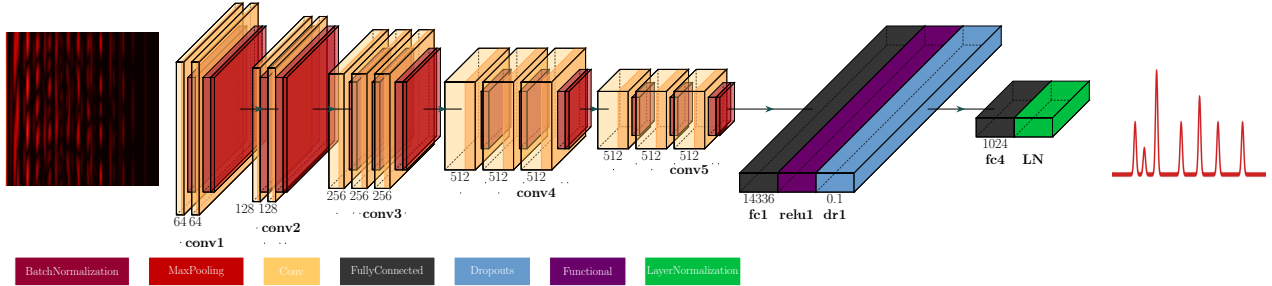 64 64
conv1
128 128
conv2
256 256 256
conv3
512 512 512
conv4
512 512 512
conv5
14336 0.1
fc1 relu1 dr1
1024
fc4 LN
BatchNormalization MaxPooling Conv FullyConnected Dropouts Functional LayerNormalization